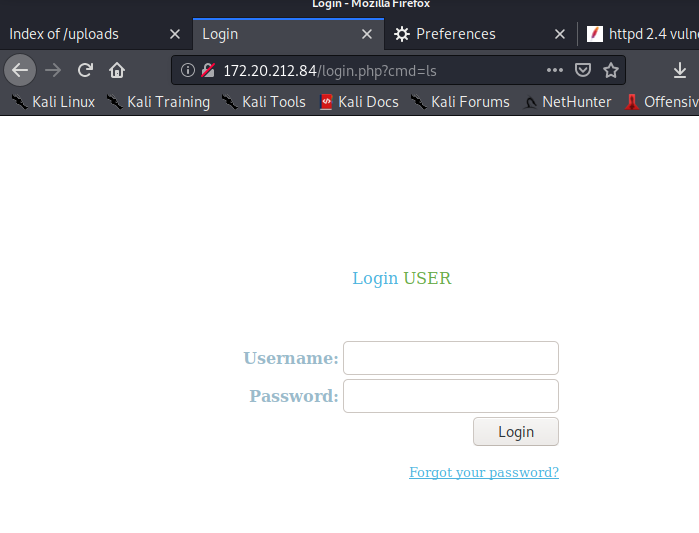 Login - Mozilla Firefox
Index of /uploads
Login
Preferences
httpd 2.4 vuln
172.20.212.84/login.php?cmd=ls
Kali Linux Kali Training Kali Tools Kali Docs Kali Forums NetHunter Offensiv
Login USER
Username:
Password:
Login
Forgot your password?